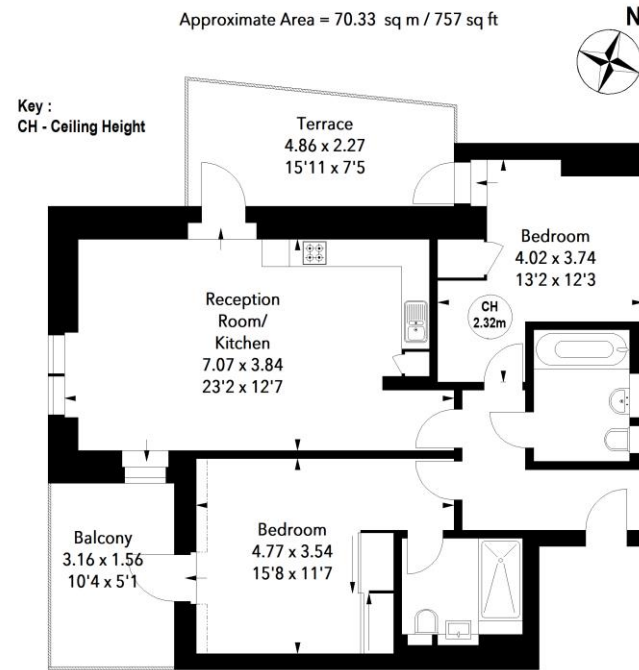 Approximate Area = 70.33 sq m / 757 sq ft
N
Key :
CH - Ceiling Height
Terrace
4.86 x 2.27
15'11 x 7'5
Bedroom
4.02 x 3.74
13'2 x 12'3
CH
2.32m
Reception
Room/
Kitchen
7.07 x 3.84
23'2 x 12'7
Balcony
3.16 x 1.56
10'4 x 5'1
Bedroom
4.77 x 3.54
15'8 x 11'7